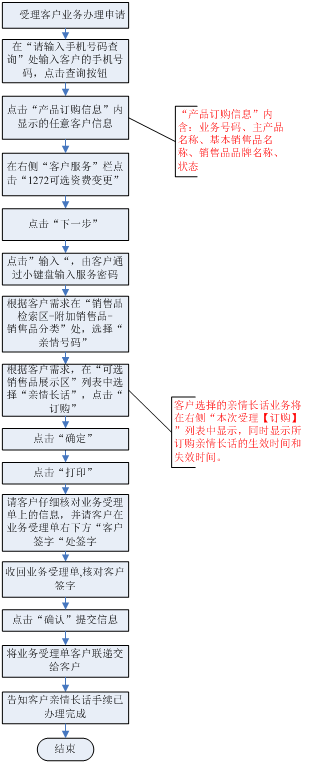 受理客户业务办理申请
在“请输入手机号码查
询”处输入客户的手机号
码，点击查询按钮
点击“产品订购信息”内
显示的任意客户信息
“产品订购信息”内
含：业务号码、主产品
名称、基本销售品名
称、销售品品牌名称、
状态
在右侧“客户服务”栏点
击“1272可选资费变更”
点击“下一步”
点击”输入“，由客户通
过小键盘输入服务密码
根据客户需求在“销售品
检索区-附加销售品-
销售品分类”处，选择“
亲情号码”
根据客户需求，在“可选
销售品展示区”列表中选
择“亲情长话”，点击“
订购”
客户选择的亲情长话业务将
在右侧“本次受理【订购】
”列表中显示，同时显示所
订购亲情长话的生效时间和
失效时间。
点击“确定”
点击“打印”
请客户仔细核对业务受理
单上的信息，并请客户在
业务受理单右下方“客户
签字“处签字
收回业务受理单,核对客户
签字
点击“确认”提交信息
将业务受理单客户联递交
给客户
告知客户亲情长话手续已
办理完成
结束